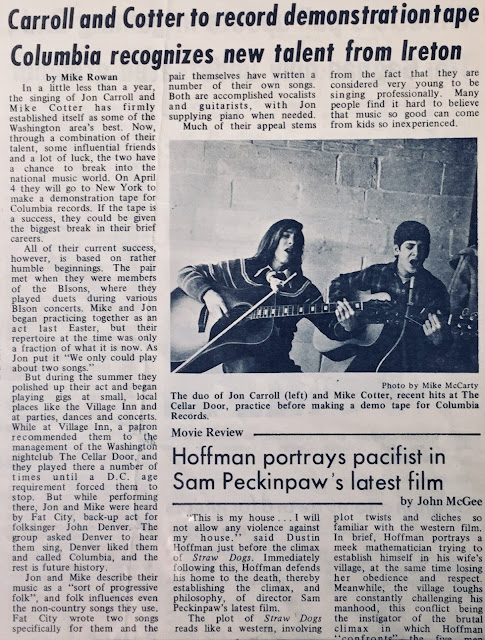 Carroll and Cotter to record demonstration tape
Columbia recognizes new talent from Ireton
by Mike Rowan
In a little less than a year,
the singing of Jon Carroll and
Mike Cotter has firmly
established itself as some of the
Washington area's best. Now,
through a combination of their
talent, some influential friends
and a lot of luck, the two have
a chance to break into the
national music world. On April
4 they will go to New York to
make a demonstration tape for
Columbia records. If the tape is
a success, they could be given
the biggest break in their brief
careers.
All of their current success,
however, is based on rather
humble beginnings. The pair
met when they were members
of the BIsons, where they
played duets during various
BIson concerts. Mike and Jon
began practicing together as an
act last Easter, but their
repertoire at the time was only
a fraction of what it is now. As
Jon put it "We only could play
about two songs."
But during the summer they
polished up their act and began
playing gigs at small, local
places like the Village Inn and
at parties, dances and concerts.
While at Village Inn, a patron
recommended them to the
management of the Washington
nightclub The Cellar Door, and
they played there a number of
times until a D.C. age
requirement forced them to
stop. But while performing
there, Jon and Mike were heard
by Fat City, back-up act for
folksinger John Denver. The
group asked Denver to hear
them sing, Denver liked them
and called Columbia, and the
rest is future history.
Jon and Mike describe their
music as a "sort of progressive
folk", and folk influences even
the non-country songs they use.
Fat City wrote two songs
specifically for them and the
pair themselves have written a
number of their own songs.
Both are accomplished vocalists
and guitarists, with Jon
supplying piano when needed.
Much of their appeal stems
from the fact that they are
considered very young to be
singing professionally. Many
people find it hard to believe
that music so good can come
from kids so inexperienced.
Photo by Mike McCarty
The duo of Jon Carroll (left) and Mike Cotter, recent hits at The
Cellar Door, practice before making a demo tape for Columbia
Records.
Movie Review
Hoffman portrays pacifist in
Sam Peckinpaw's latest film
by John McGee
"This is my house . . . I will
not allow any violence against
my house," said Dustin
Hoffman just before the climax
of Straw Dogs. Immediately
following this, Hoffman defends
his home to the death, thereby
establishing the climax, and
philosophy, of director Sam
Peckinpaw's latest film.
The plot of Straw Dogs
reads like a western, involving
plot twists and cliches so
familiar with the western film.
In brief, Hoffman portrays a
meek mathematician trying to
establish himself in his wife's
village, at the same time losing
her obedience and respect.
Meanwhile, the village toughs
are constantly challenging his
manhood, this conflict being
the instigator of the brutal
climax in which Hoffman